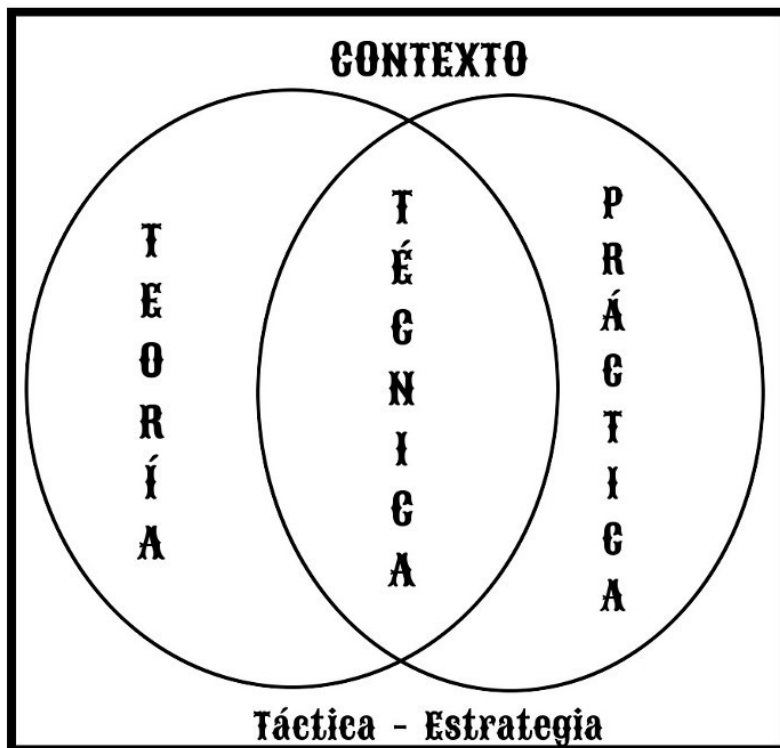 CONTEXTO
TEORÍA
TÉCNICA
PRÁCTICA
Táctica - Estrategia